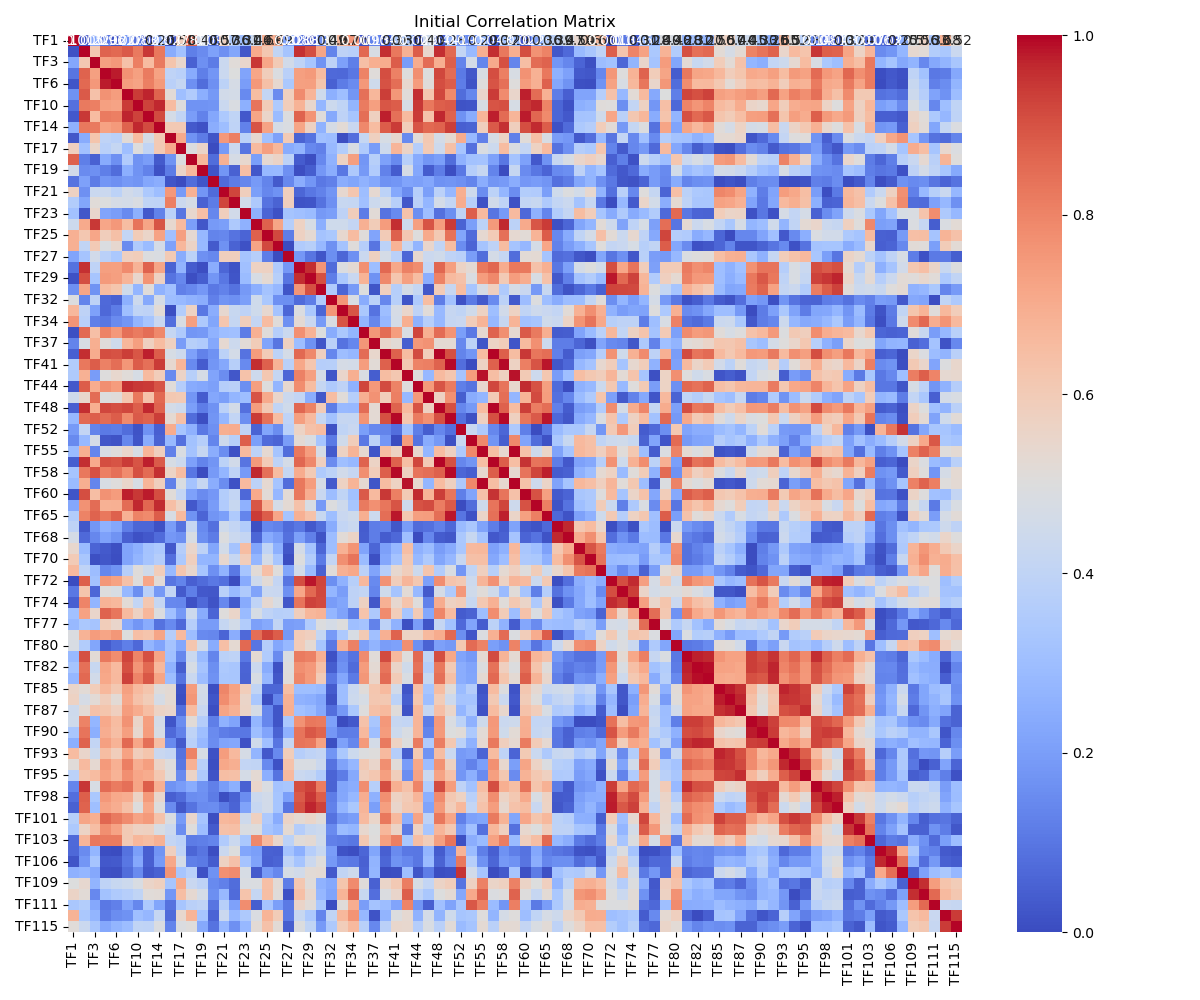 Initial Correlation Matrix
TF1
TF3
TF6
TF10
TF14
TF17
TF19
TF21
TF23
TF25
TF27
TF29
TF32
TF34
TF37
TF41
TF44
TF48
TF52
TF55
TF58
TF60
TF65
TF68
TF70
TF72
TF74
TF77
TF80
TF82
TF85
TF87
TF90
TF93
TF95
TF98
TF101
TF103
TF106
TF109
TF111
TF115
TF1 TF3 TF6 TF10 TF14 TF17 TF19 TF21 TF23 TF25 TF27 TF29 TF32 TF34 TF37 TF41 TF44 TF48 TF52 TF55 TF58 TF60 TF65 TF68 TF70 TF72 TF74 TF77 TF80 TF82 TF85 TF87 TF90 TF93 TF95 TF98 TF101 TF103 TF106 TF109 TF111 TF115
1.0
0.8
0.6
0.4
0.2
0.0